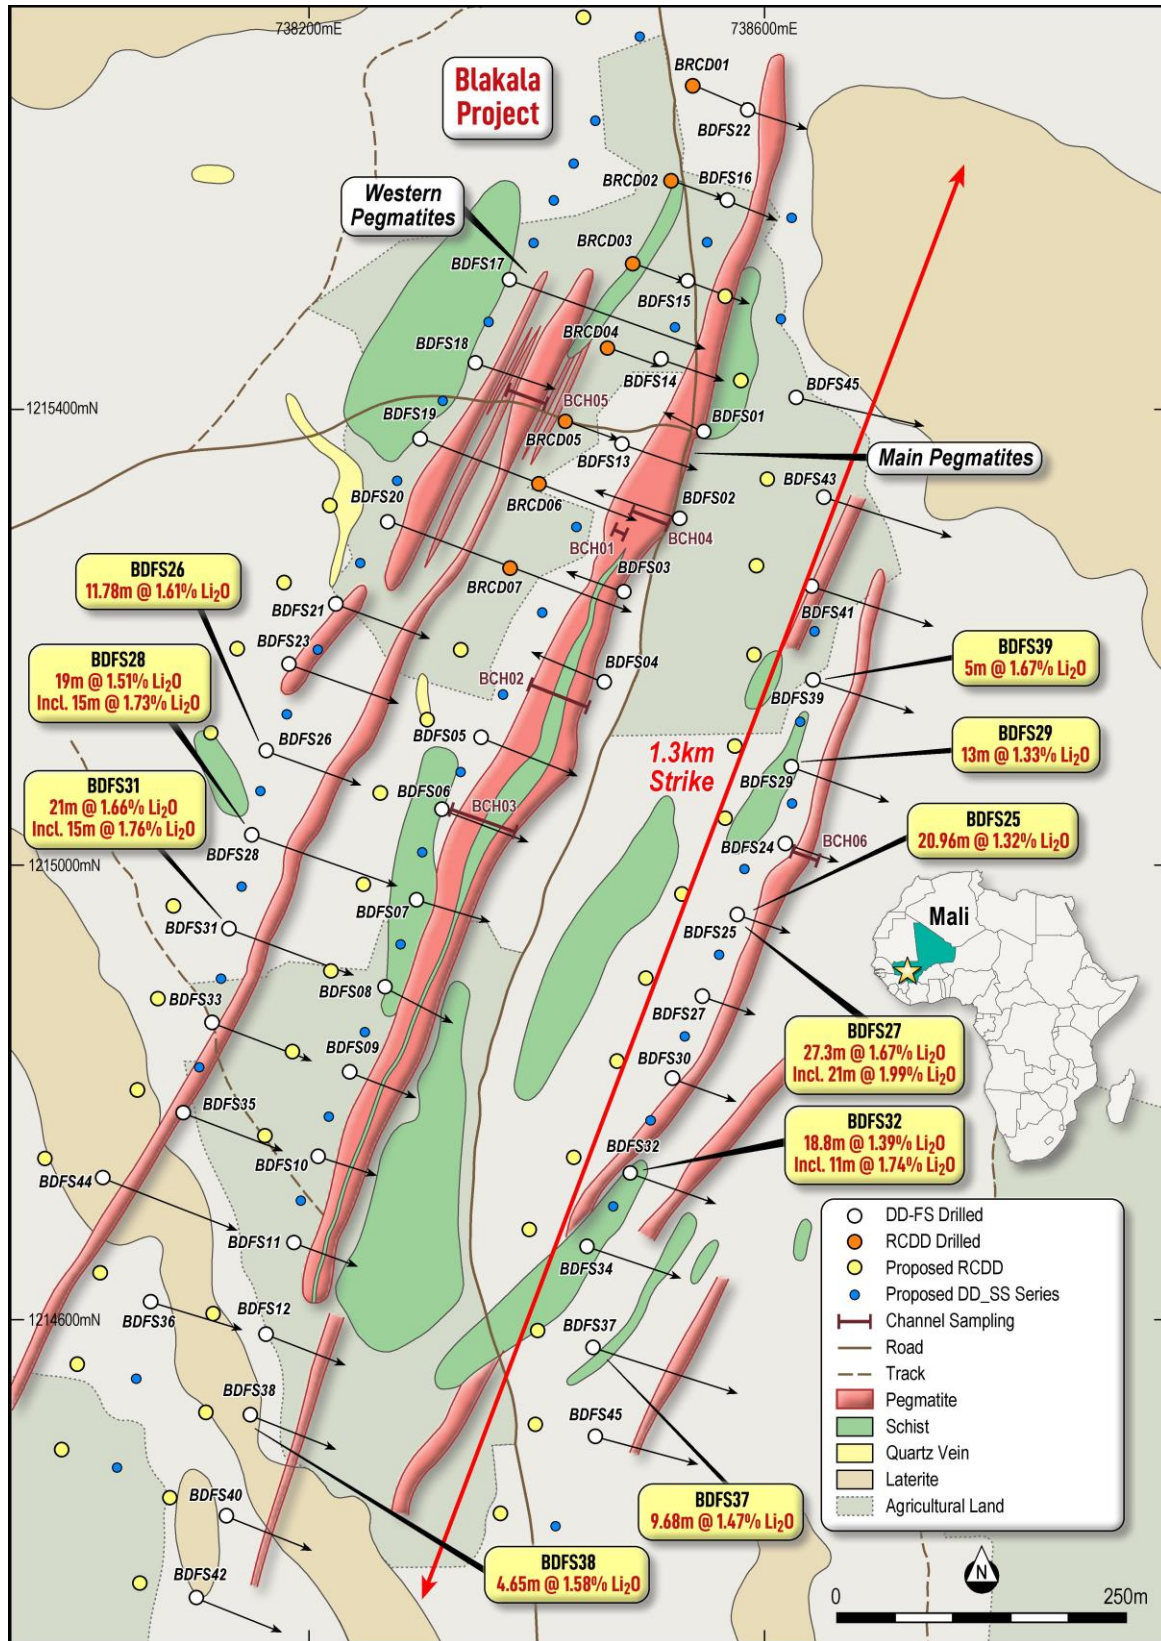 738200mE
738600mE
Blakala
Project
BRCD01
BDFS22
BRCD02
BDFS16
Western
Pegmatites
BRCD03
BDFS17
BDFS15
BRCD04
BDFS18
BDFS14
BDFS45
1215400mN
BCH05
BDFS19
BDFS01
BRCD05
BDFS13
Main Pegmatites
BDFS43
BDFS20
BRCD06
BDFS02
BCH01
BCH04
BDFS03
BRCD07
BDFS26
11.78m @ 1.61% Li2O
BDFS21
BDFS41
BDFS23
BDFS04
BDFS28
19m @ 1.51% Li2O
Incl. 15m @ 1.73% Li2O
BCH02
BDFS39
5m @ 1.67% Li2O
BDFS39
BDFS26
BDFS05
1.3km
Strike
BDFS29
13m @ 1.33% Li2O
BDFS29
BDFS31
21m @ 1.66% Li2O
Incl. 15m @ 1.76% Li2O
BDFS06
BCH03
BDFS28
BDFS24
BCH06
BDFS25
20.96m @ 1.32% Li2O
1215000mN
BDFS07
BDFS31
BDFS25
Mali
BDFS08
BDFS33
BDFS27
BDFS27
27.3m @ 1.67% Li2O
Incl. 21m @ 1.99% Li2O
BDFS09
BDFS30
BDFS35
BDFS32
18.8m @ 1.39% Li2O
Incl. 11m @ 1.74% Li2O
BDFS32
BDFS10
BDFS44
BDFS11
BDFS34
DD-FS Drilled
RCDD Drilled
Proposed RCDD
Proposed DD_SS Series
Channel Sampling
Road
Track
Pegmatite
Schist
Quartz Vein
Laterite
Agricultural Land
1214600mN
BDFS36
BDFS12
BDFS37
BDFS38
BDFS45
BDFS40
BDFS37
9.68m @ 1.47% Li2O
BDFS38
4.65m @ 1.58% Li2O
BDFS42
N
0
250m